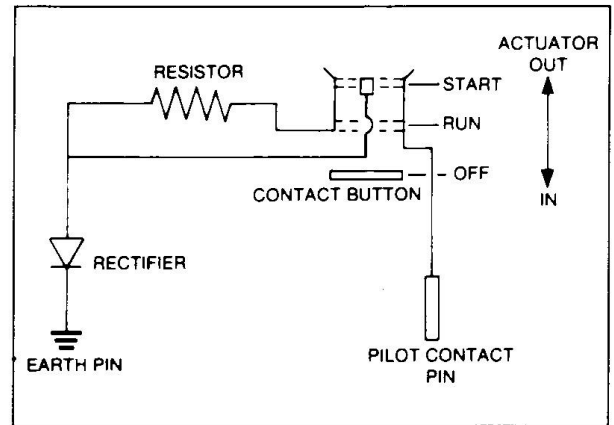 ACTUATOR
OUT
RESISTOR
START
RUN
OFF
CONTACT BUTTON
IN
RECTIFIER
EARTH PIN
PILOT CONTACT
PIN